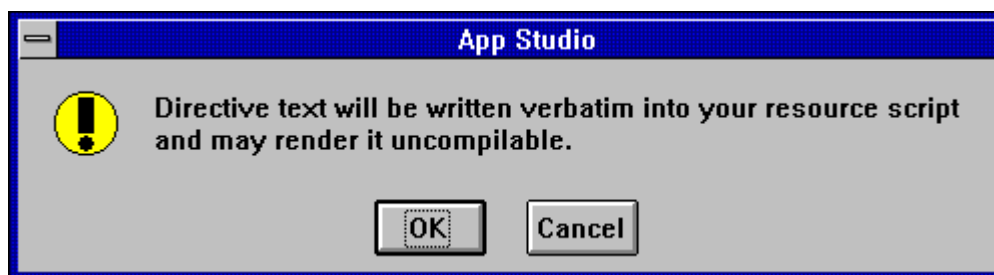 App Studio
Directive text will be written verbatim into your resource script
and may render it uncompilable.
OK
Cancel